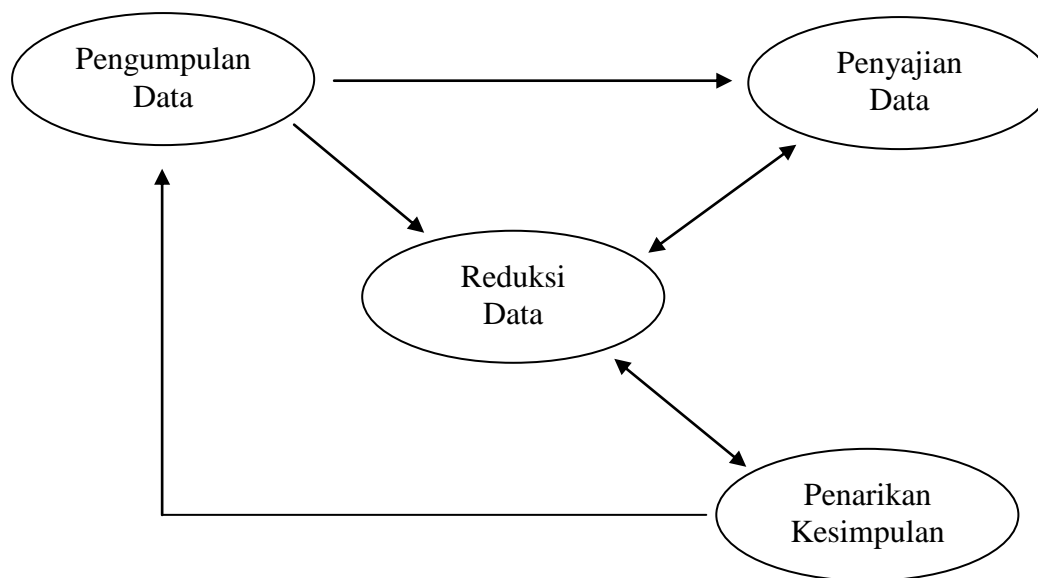 Pengumpulan
Data
Penyajian
Data
Reduksi
Data
Penarikan
Kesimpulan